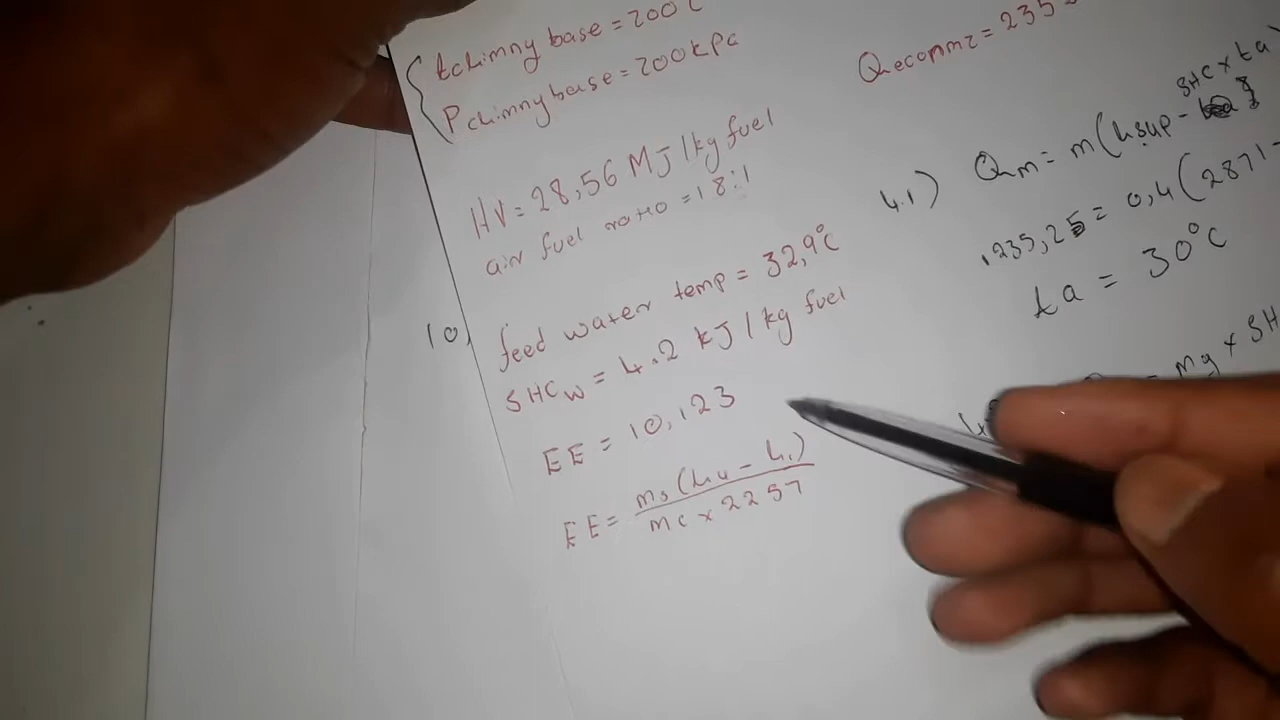 tchimny base = 200°C
Pchimny base = 200kPa
HV = 28,56 MJ/kg fuel
air fuel ratio = 18:1
10)
feed water temp = 32,9°C
SHCw = 4.2 kJ/kg fuel
EE = 10,123
EE = ms(hu - h1)
mc x 2257
Qeconmz = 235
SHC x ta)
4.1) Qm = m(hsup -
1235,25 = 0,4(2871-
ta = 30°C
= mg x SH